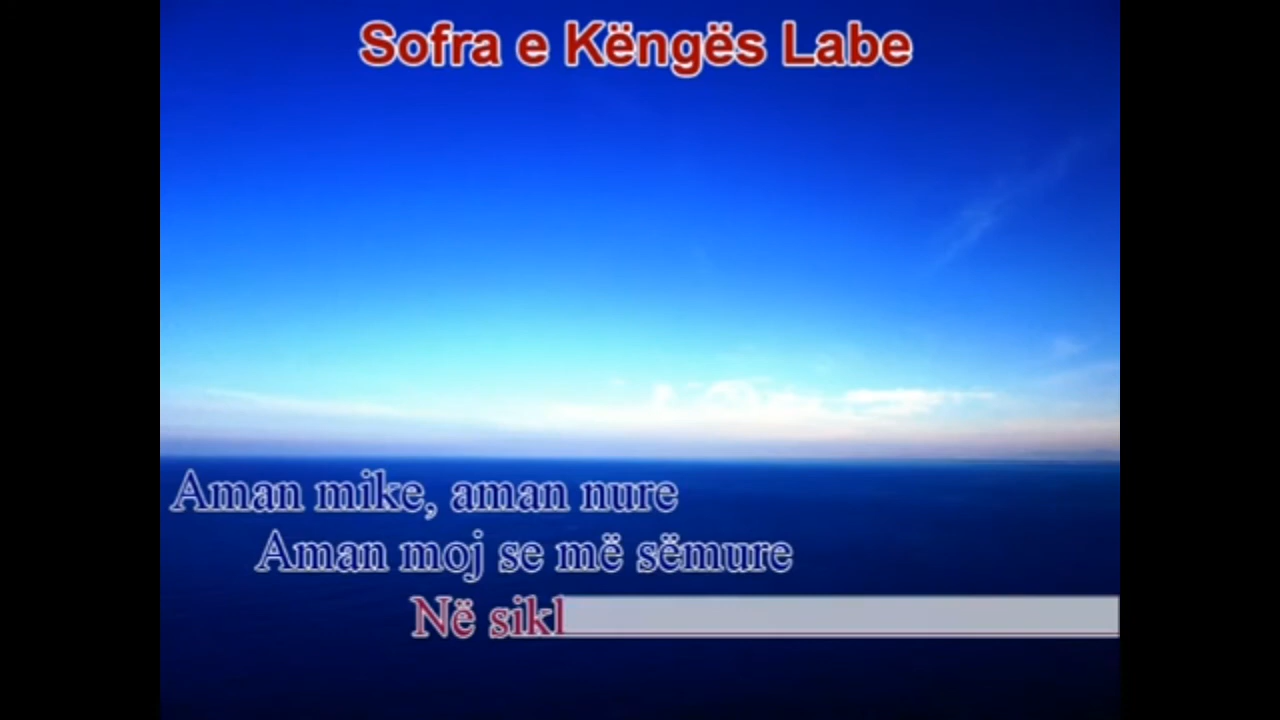 Sofra e Këngës Labe
Aman mike, aman nure
Aman moj se më sëmure
Në sikl